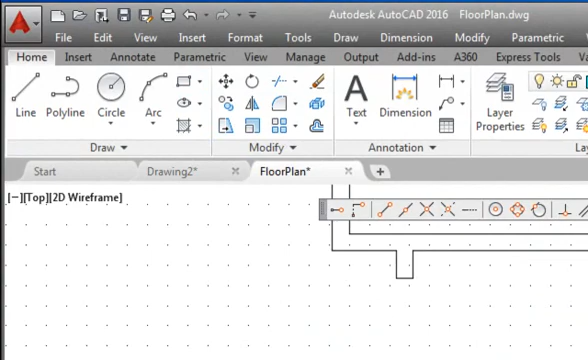 Autodesk AutoCAD 2016 FloorPlan.dwg
File Edit View Insert Format Tools Draw Dimension Modify Parametric
Home Insert Annotate Parametric View Manage Output Add-ins A360 Express Tools
Line Polyline Circle Arc Text Dimension Layer Properties
Draw Modify Annotation
Start Drawing2* FloorPlan*
[−][Top][2D Wireframe]